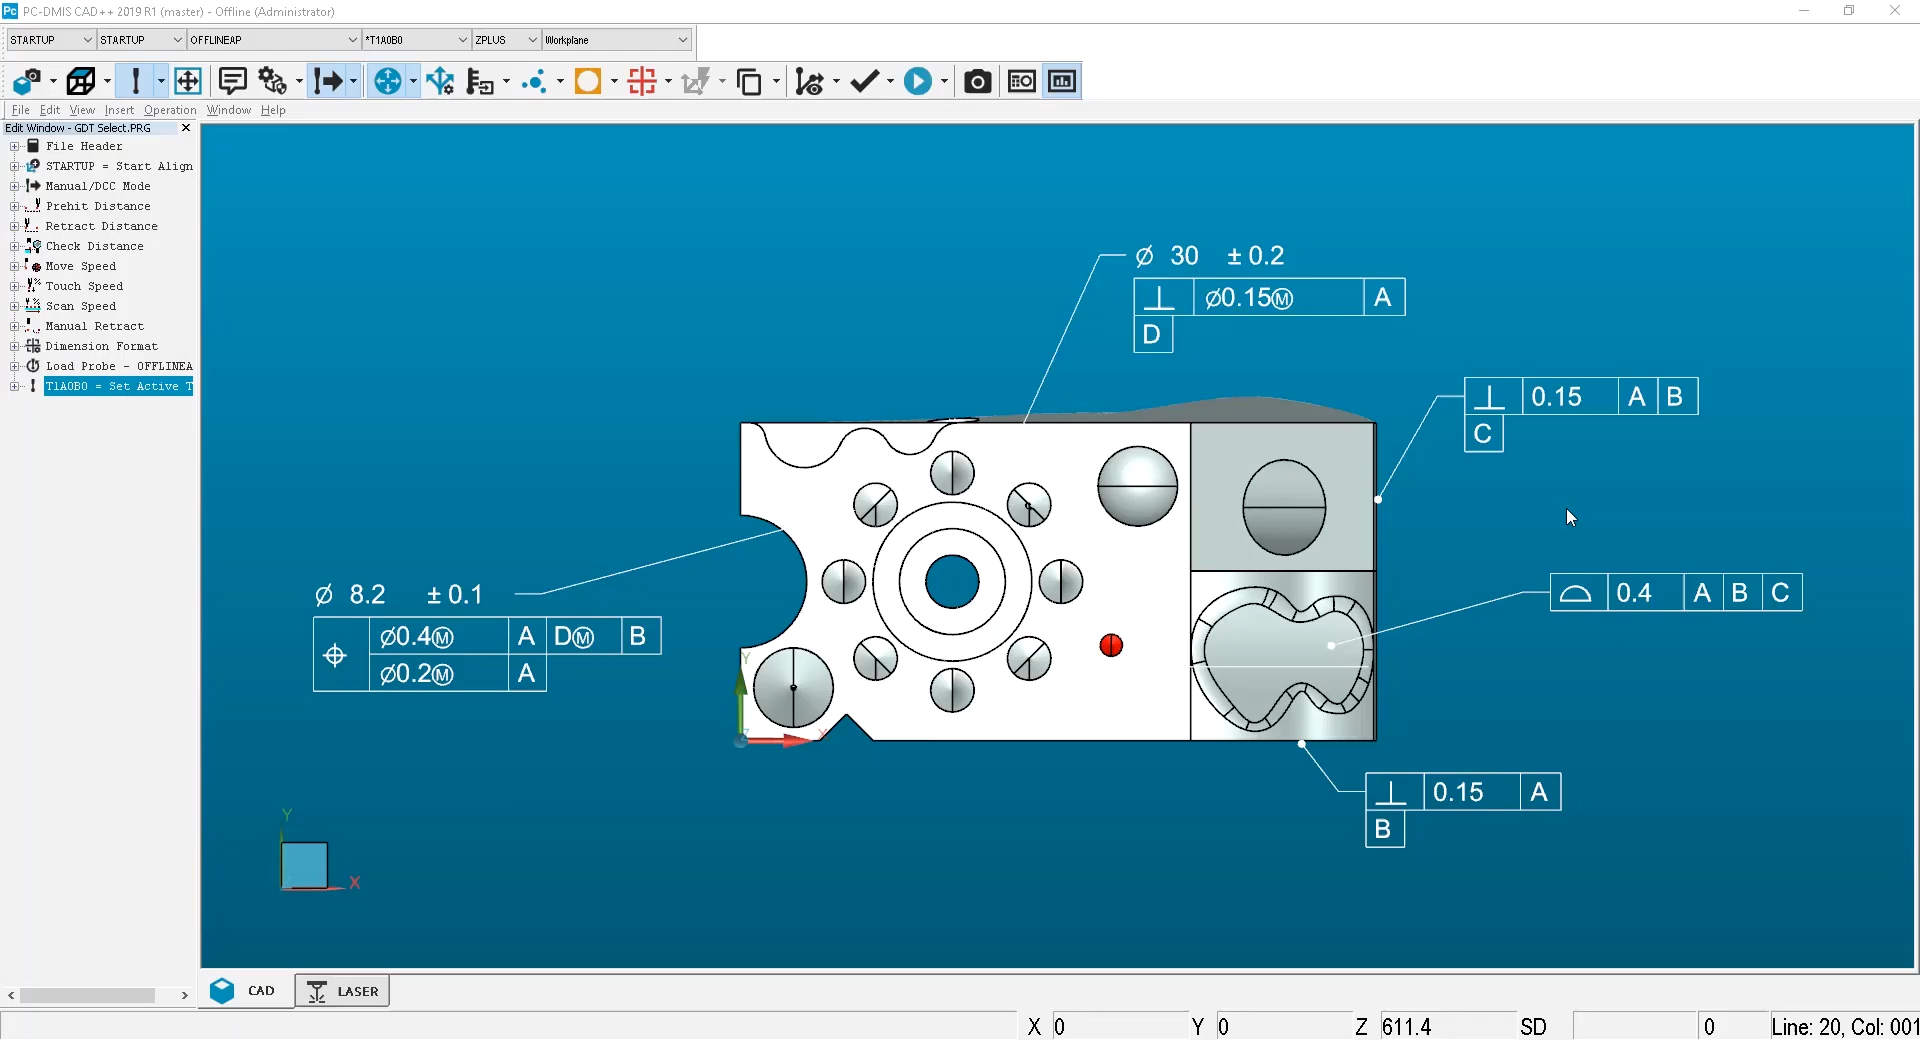 PC-DMIS CAD++ 2019 R1 (master) - Offline (Administrator)
STARTUP STARTUP OFFLINEAP *T1A0B0 ZPLUS Workplane
File Edit View Insert Operation Window Help
Edit Window - GDT Select.PRG
File Header
STARTUP = Start Align
Manual/DCC Mode
Prehit Distance
Retract Distance
Check Distance
Move Speed
Touch Speed
Scan Speed
Manual Retract
Dimension Format
Load Probe - OFFLINEA
T1A0B0 = Set Active T
⌀ 30 ± 0.2
⟂ ⌀0.15Ⓜ A
D
⟂ 0.15 A B
C
⌓ 0.4 A B C
⌀ 8.2 ± 0.1
⌖ ⌀0.4Ⓜ A DⓂ B
⌀0.2Ⓜ A
⟂ 0.15 A
B
Y
Z X
Y
Z X
CAD LASER
X 0 Y 0 Z 611.4 SD 0 Line: 20, Col: 001